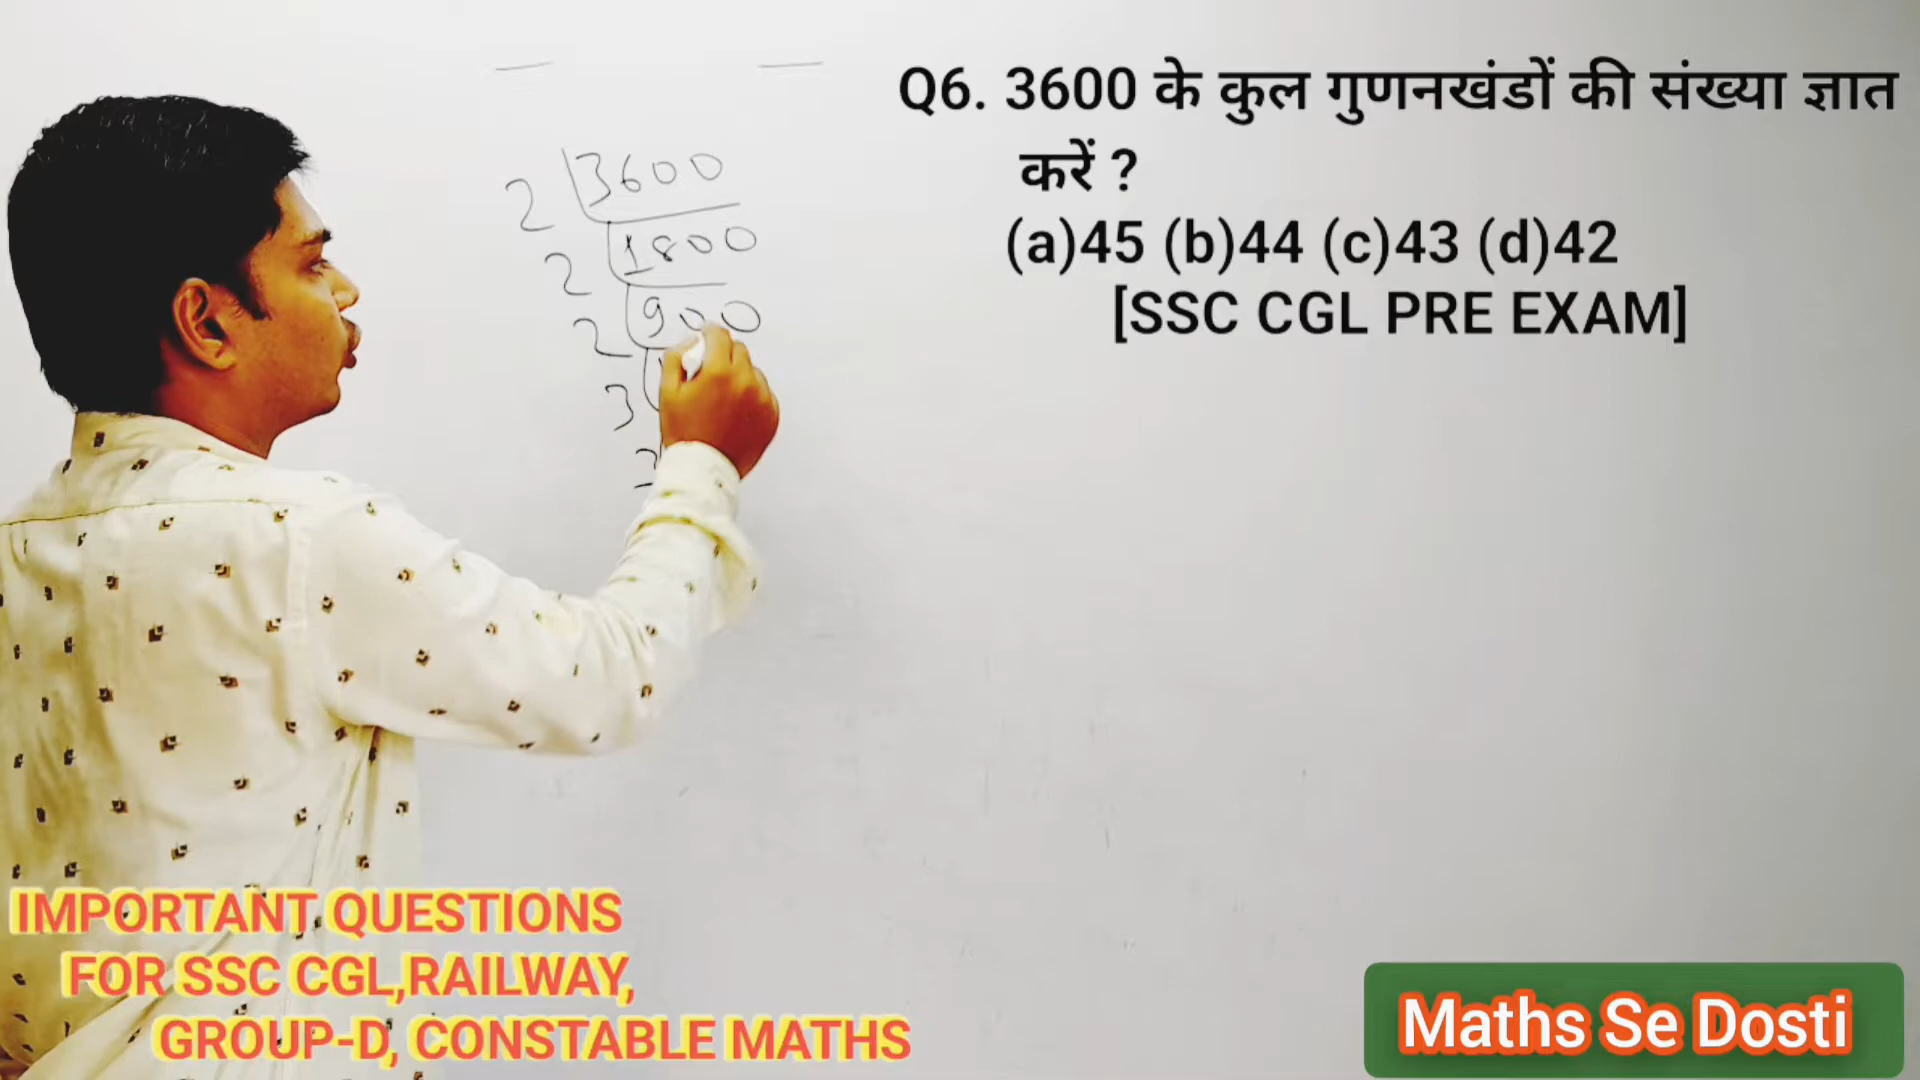 Q6. 3600 के कुल गुणनखंडों की संख्या ज्ञात
करें ?
(a)45 (b)44 (c)43 (d)42
[SSC CGL PRE EXAM]
2 3600
2 1800
2 900
3
IMPORTANT QUESTIONS
FOR SSC CGL,RAILWAY,
GROUP-D, CONSTABLE MATHS
Maths Se Dosti